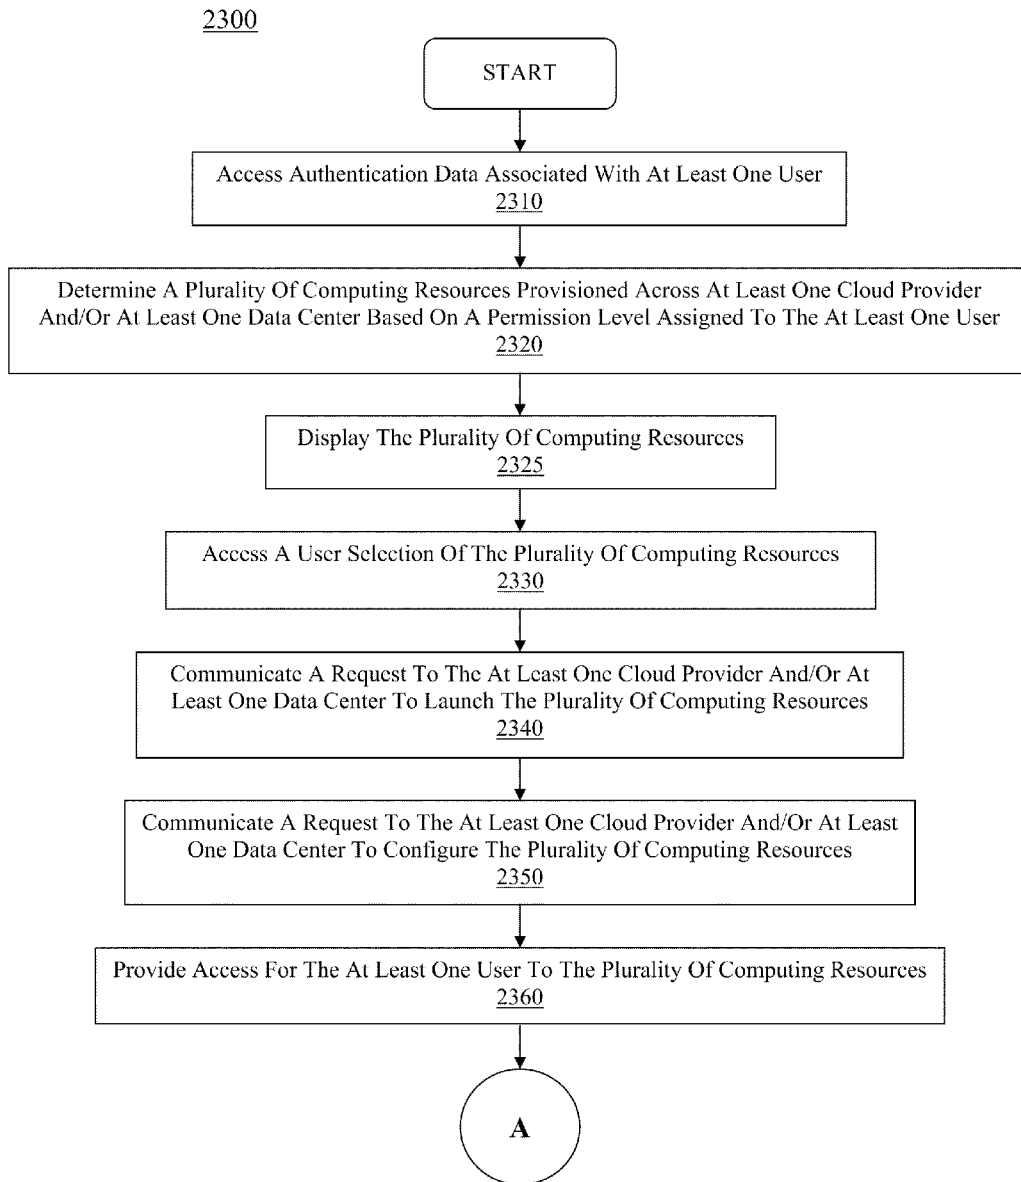 2300
START
Access Authentication Data Associated With At Least One User
2310
Determine A Plurality Of Computing Resources Provisioned Across At Least One Cloud Provider
And/Or At Least One Data Center Based On A Permission Level Assigned To The At Least One User
2320
Display The Plurality Of Computing Resources
2325
Access A User Selection Of The Plurality Of Computing Resources
2330
Communicate A Request To The At Least One Cloud Provider And/Or At
Least One Data Center To Launch The Plurality Of Computing Resources
2340
Communicate A Request To The At Least One Cloud Provider And/Or At Least
One Data Center To Configure The Plurality Of Computing Resources
2350
Provide Access For The At Least One User To The Plurality Of Computing Resources
2360
A